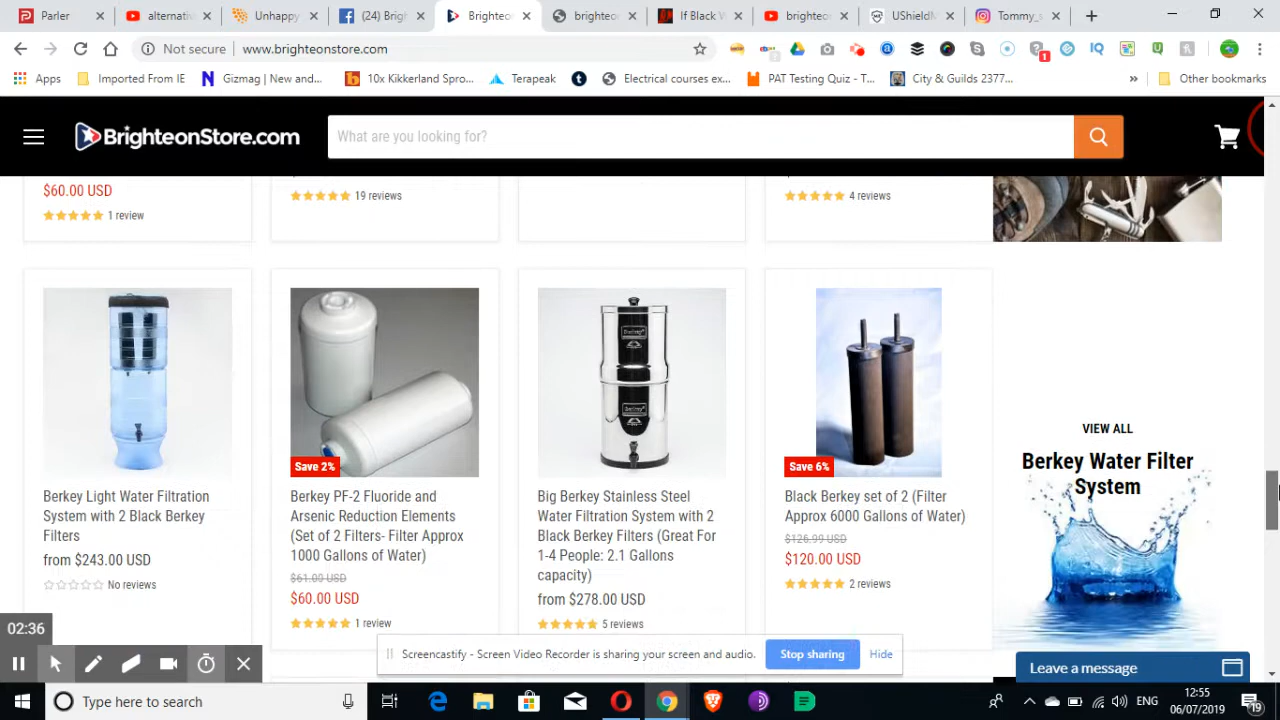 Parler
alternati
Unhappy
(24) Brigh
Brighteo
brighteo
If Black V
brighteo
UShieldM
Tommy_s
Not secure | www.brighteonstore.com
IQ
1
Apps
Imported From IE
Gizmag | New and...
10x Kikkerland Spro...
Terapeak
Electrical courses ex...
PAT Testing Quiz - T...
City & Guilds 2377...
»
Other bookmarks
BrighteonStore.com
What are you looking for?
$60.00 USD
1 review
19 reviews
4 reviews
Save 2%
Save 6%
Berkey Light Water Filtration
System with 2 Black Berkey
Filters
from $243.00 USD
No reviews
Berkey PF-2 Fluoride and
Arsenic Reduction Elements
(Set of 2 Filters- Filter Approx
1000 Gallons of Water)
$61.00 USD
$60.00 USD
1 review
Big Berkey Stainless Steel
Water Filtration System with 2
Black Berkey Filters (Great For
1-4 People: 2.1 Gallons
capacity)
from $278.00 USD
5 reviews
Black Berkey set of 2 (Filter
Approx 6000 Gallons of Water)
$126.99 USD
$120.00 USD
2 reviews
VIEW ALL
Berkey Water Filter
System
02:36
Screencastify - Screen Video Recorder is sharing your screen and audio.
Stop sharing
Hide
Leave a message
Type here to search
ENG
12:55
06/07/2019
19